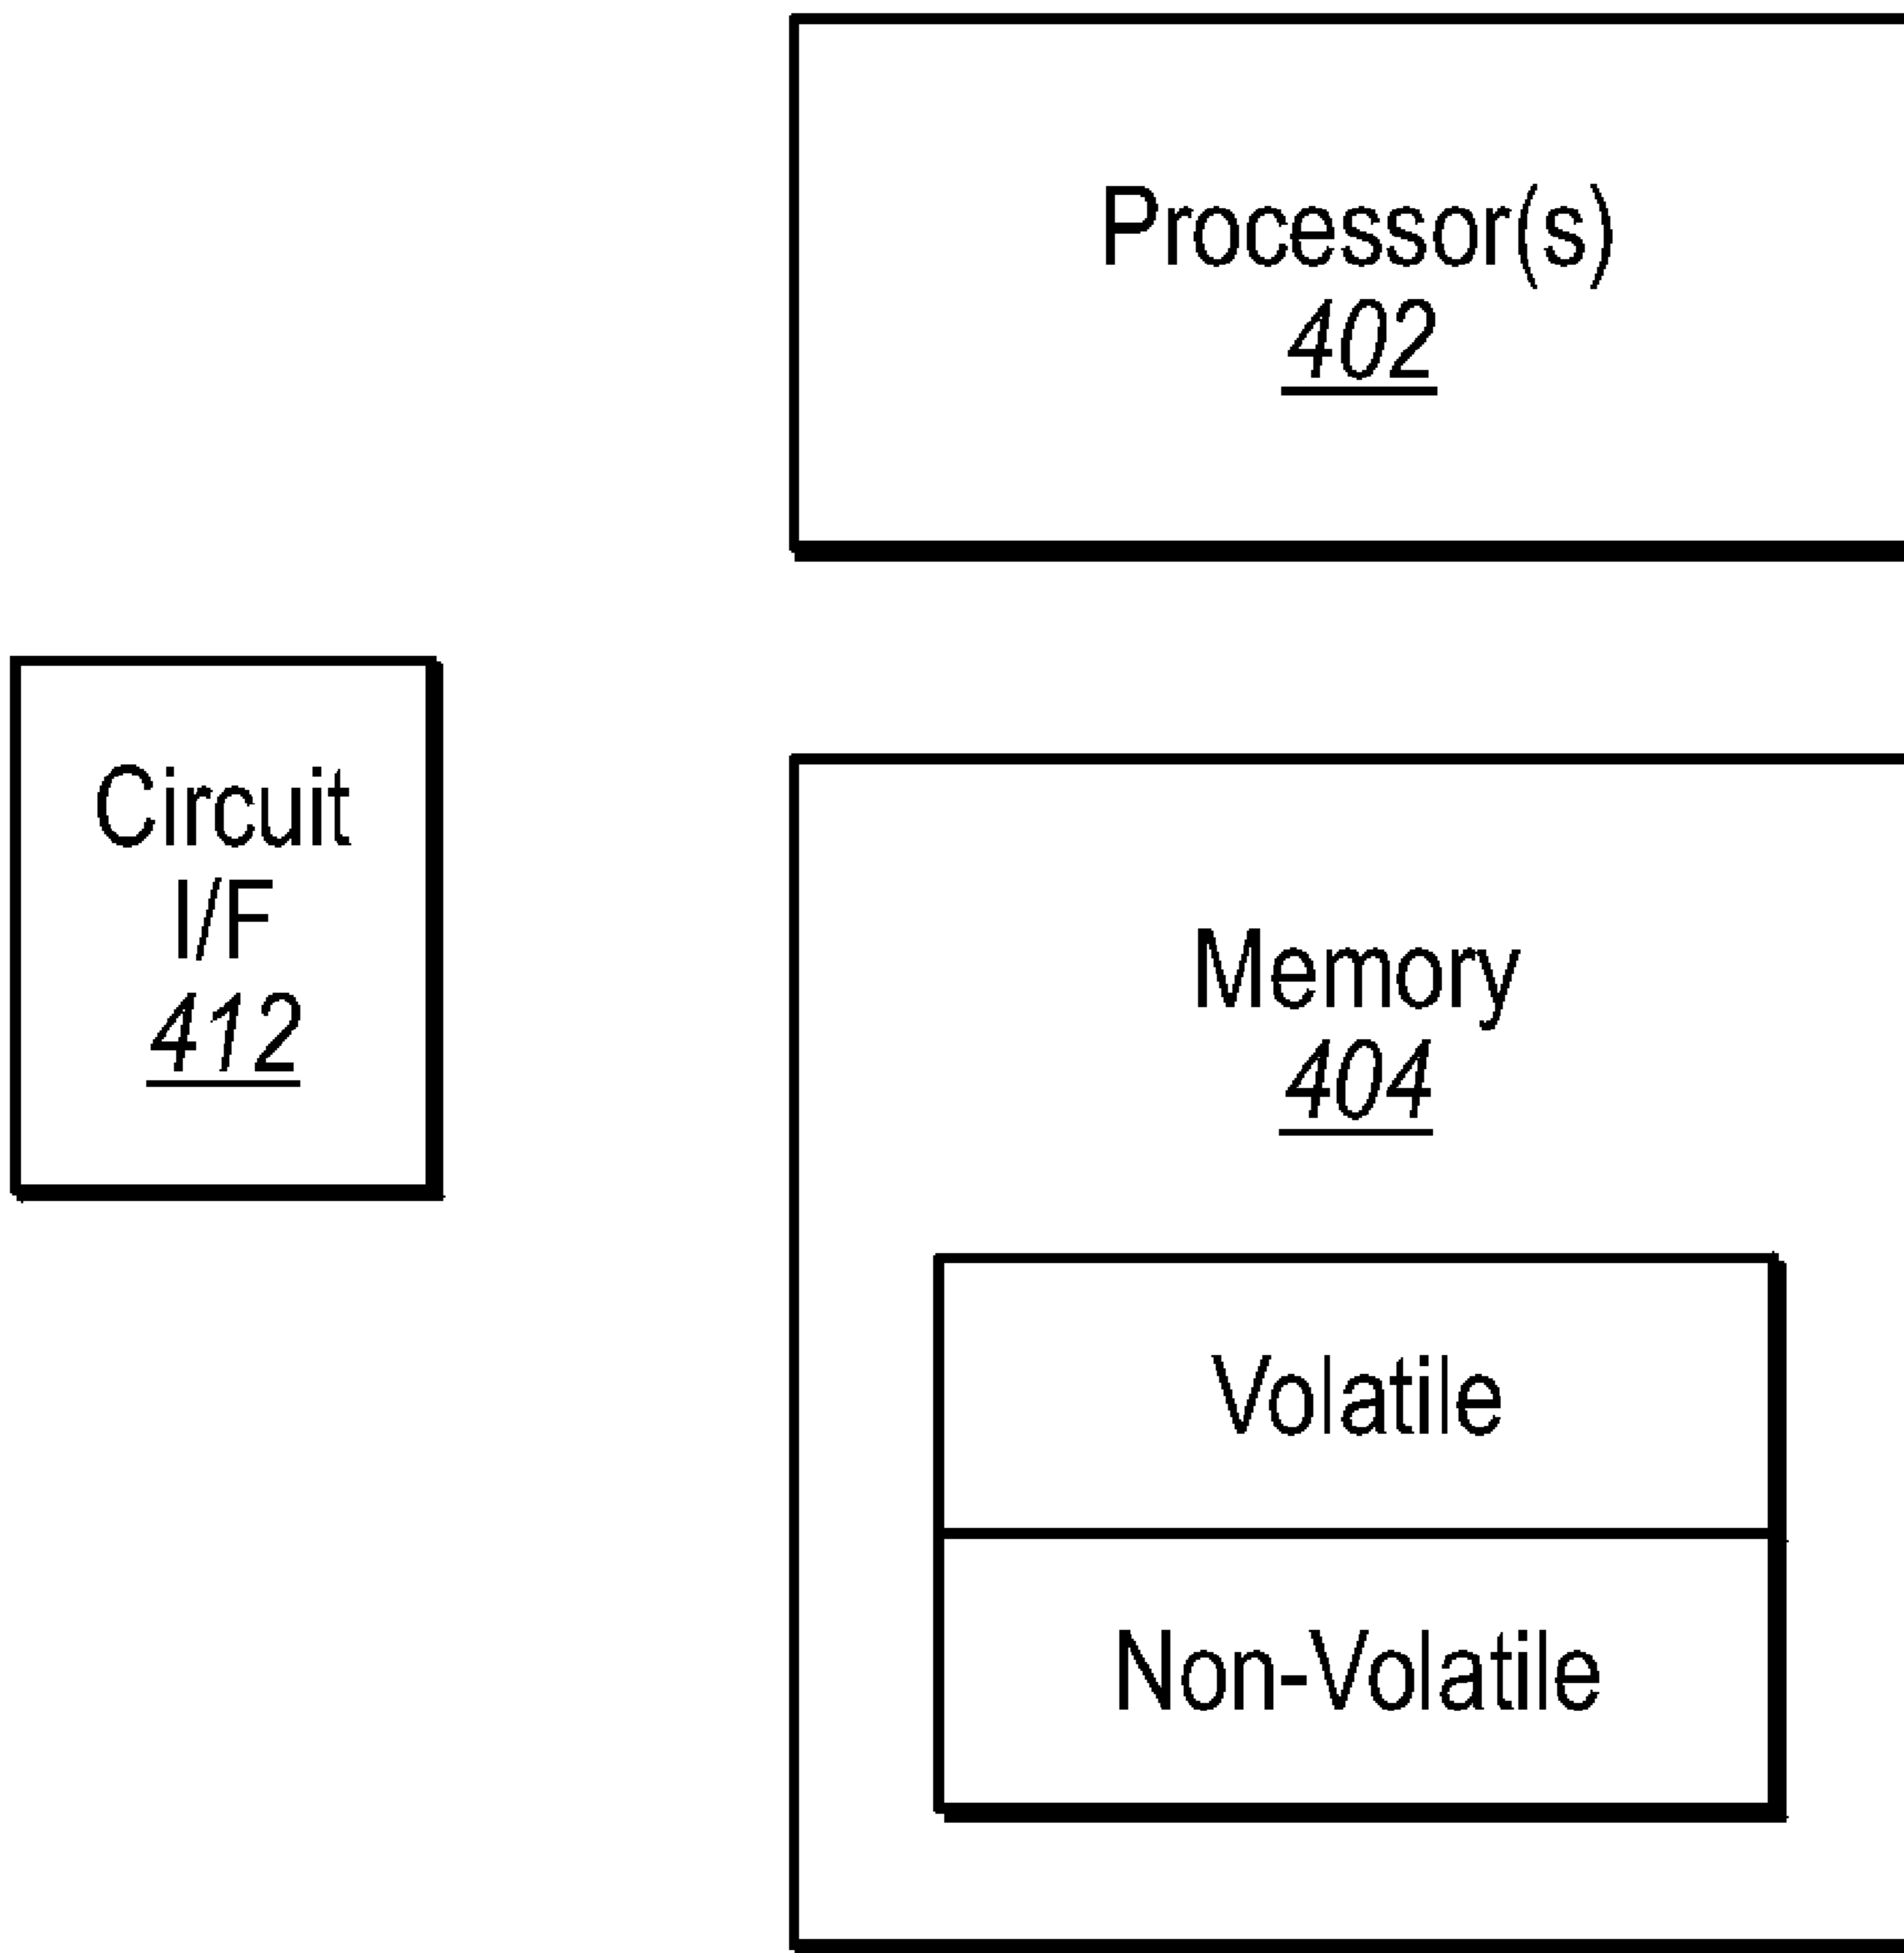 Processor(s)
402
Circuit
I/F
412
Memory
404
Volatile
Non-Volatile